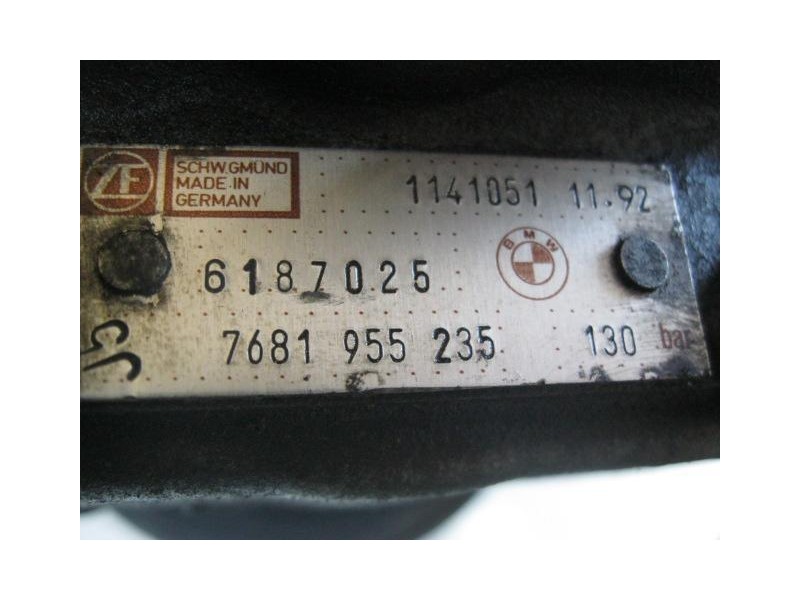 ZF
SCHW.GMÜND
MADE IN
GERMANY
1141051 11.92
6187025
BMW
7681 955 235 130 bar